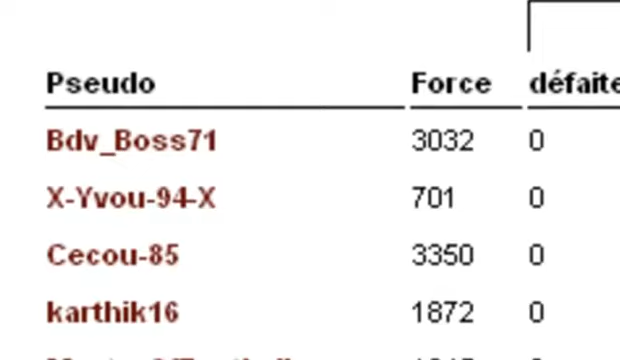 Pseudo Force défaite
Bdv_Boss71 3032 0
X-Yvou-94-X 701 0
Cecou-85 3350 0
karthik16 1872 0